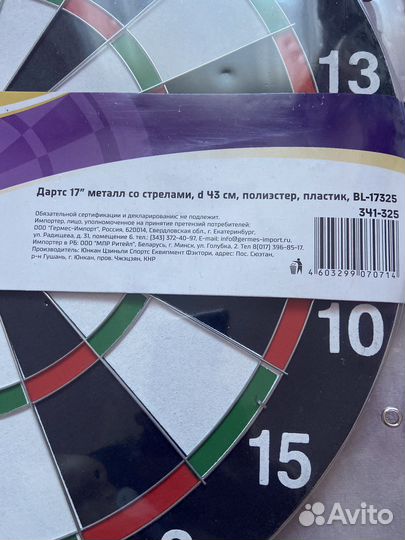 13
Дартс 17" металл со стрелами, d 43 см, полиэстер, пластик, BL-17325
341-325
Обязательной сертификации и декларированию не подлежит.
Импортер, лицо, уполномоченное на принятие претензий потребителей:
ООО "Гермес-Импорт", Россия, 620014, Свердловская обл., г. Екатеринбург,
ул. Радищева, д. 31, помещение 6. тел.: (343) 372-40-97. E-mail: info@germes-import.ru.
Импортер в РБ: ООО "МПР Ритейл", Беларусь, г. Минск, ул. Голубка, 2. Тел 8(017) 396-85-17.
Производитель: Юнкан Цзиньли Спортс Еквипмент Фэктори, адрес: Пос. Сюэтан,
р-н Гушань, г. Юнкан, пров. Чжэцзян, КНР
4 603299 070714
10
15
Avito